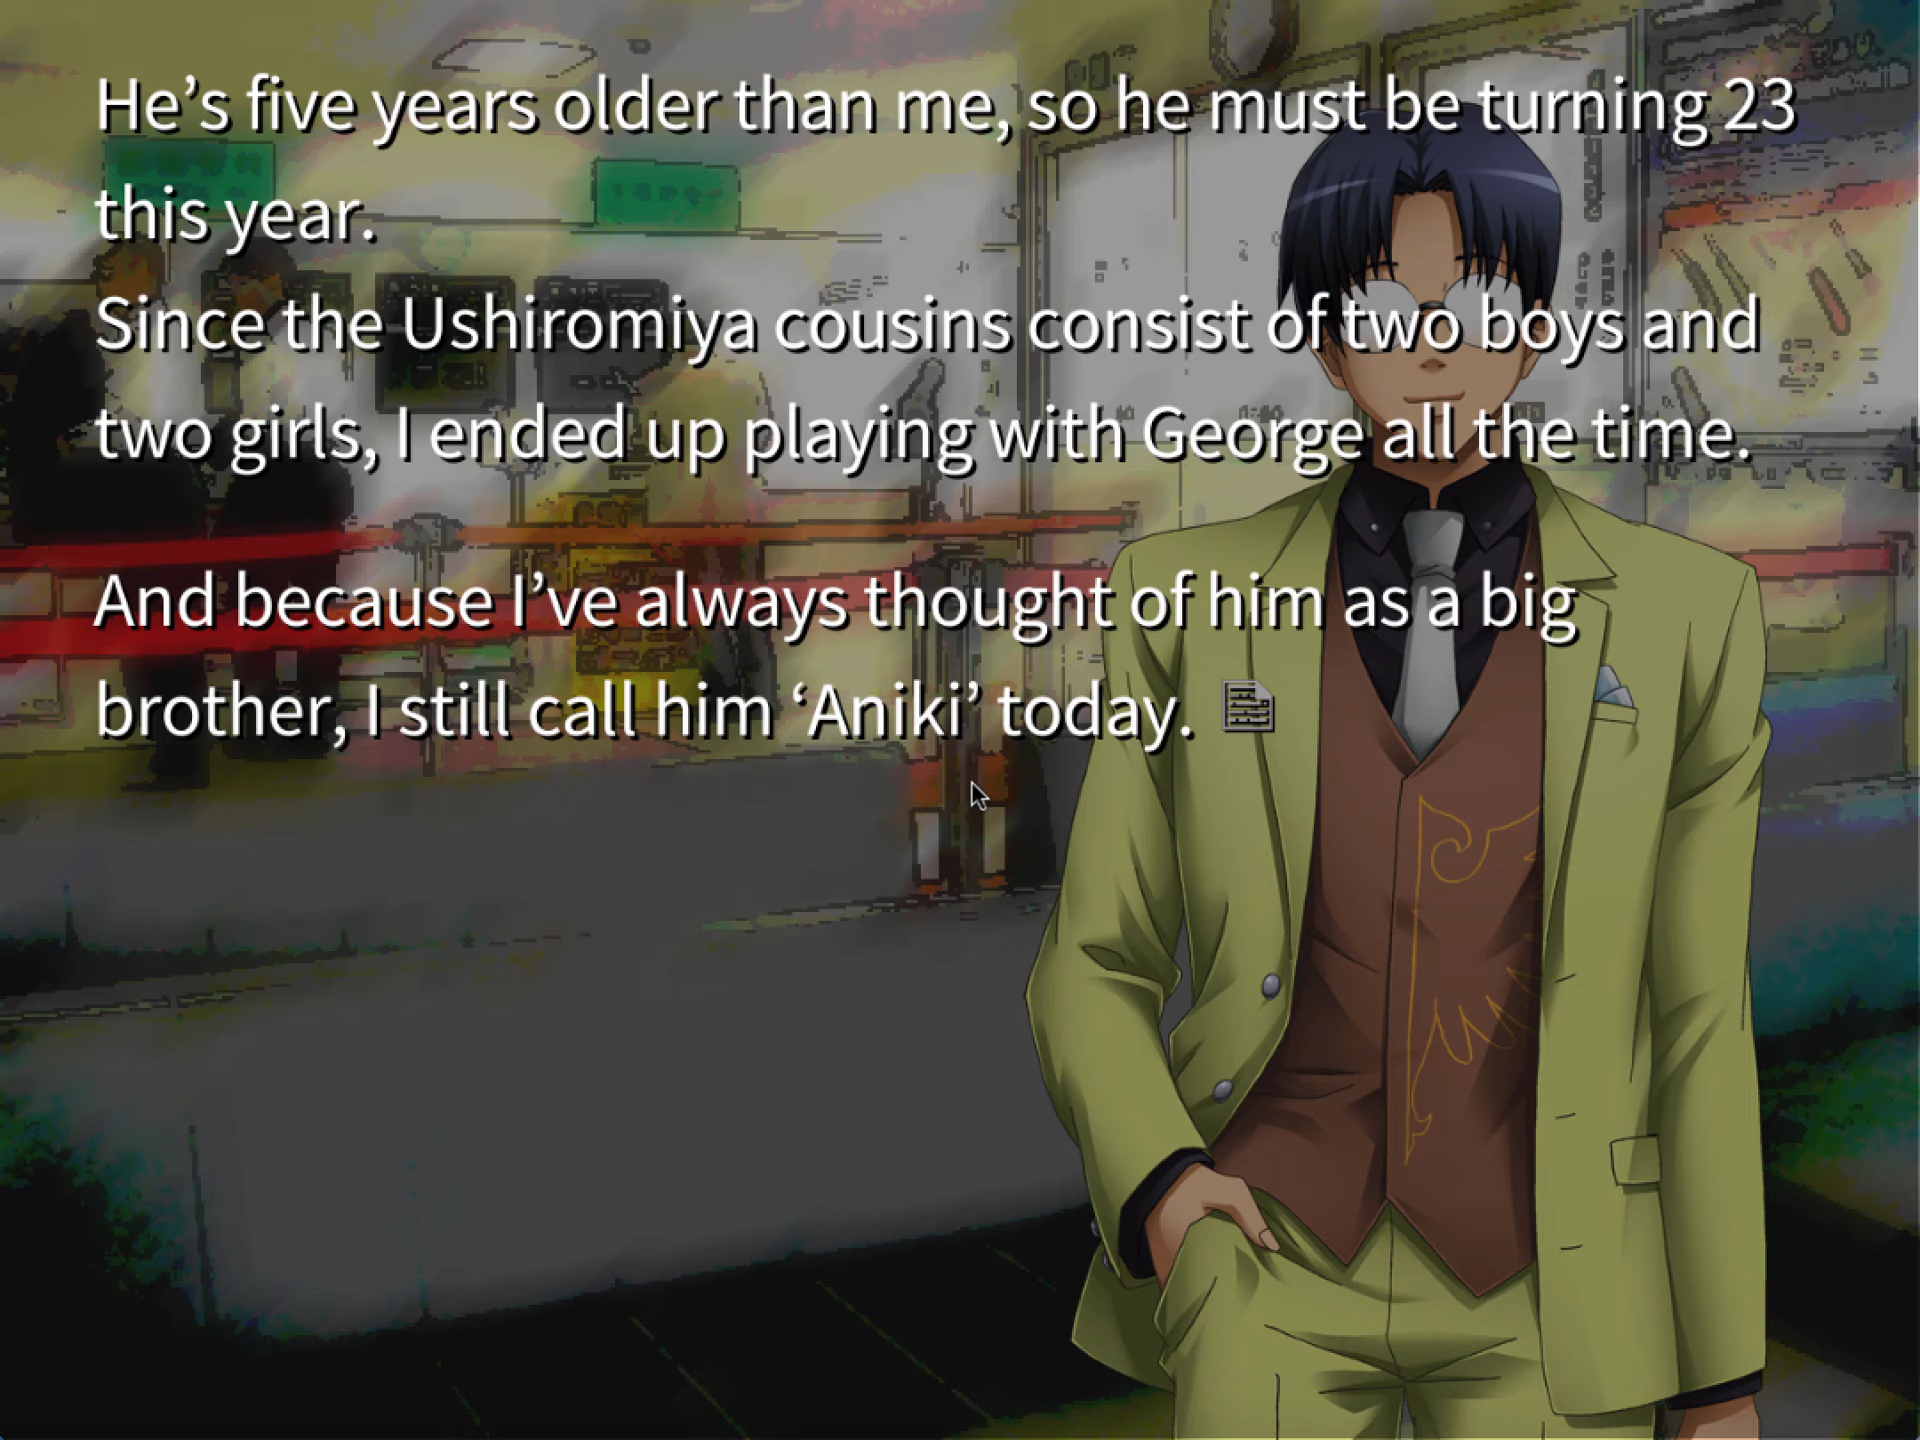 He’s five years older than me, so he must be turning 23
this year.
Since the Ushiromiya cousins consist of two boys and
two girls, I ended up playing with George all the time.
And because I’ve always thought of him as a big
brother, I still call him ‘Aniki’ today.